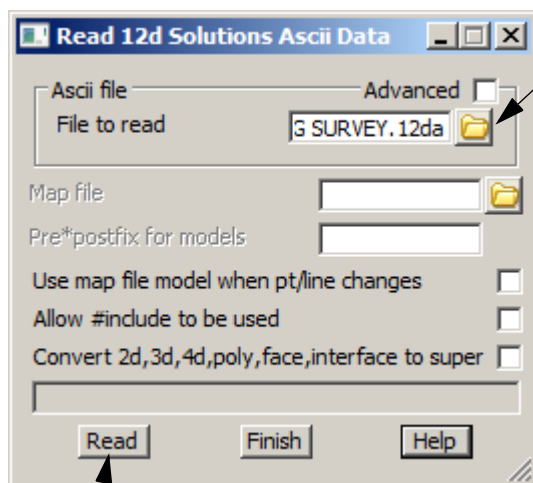 Read 12d Solutions Ascii Data
Ascii file Advanced
File to read G SURVEY.12da
Map file
Pre*postfix for models
Use map file model when pt/line changes
Allow #include to be used
Convert 2d,3d,4d,poly,face,interface to super
Read Finish Help